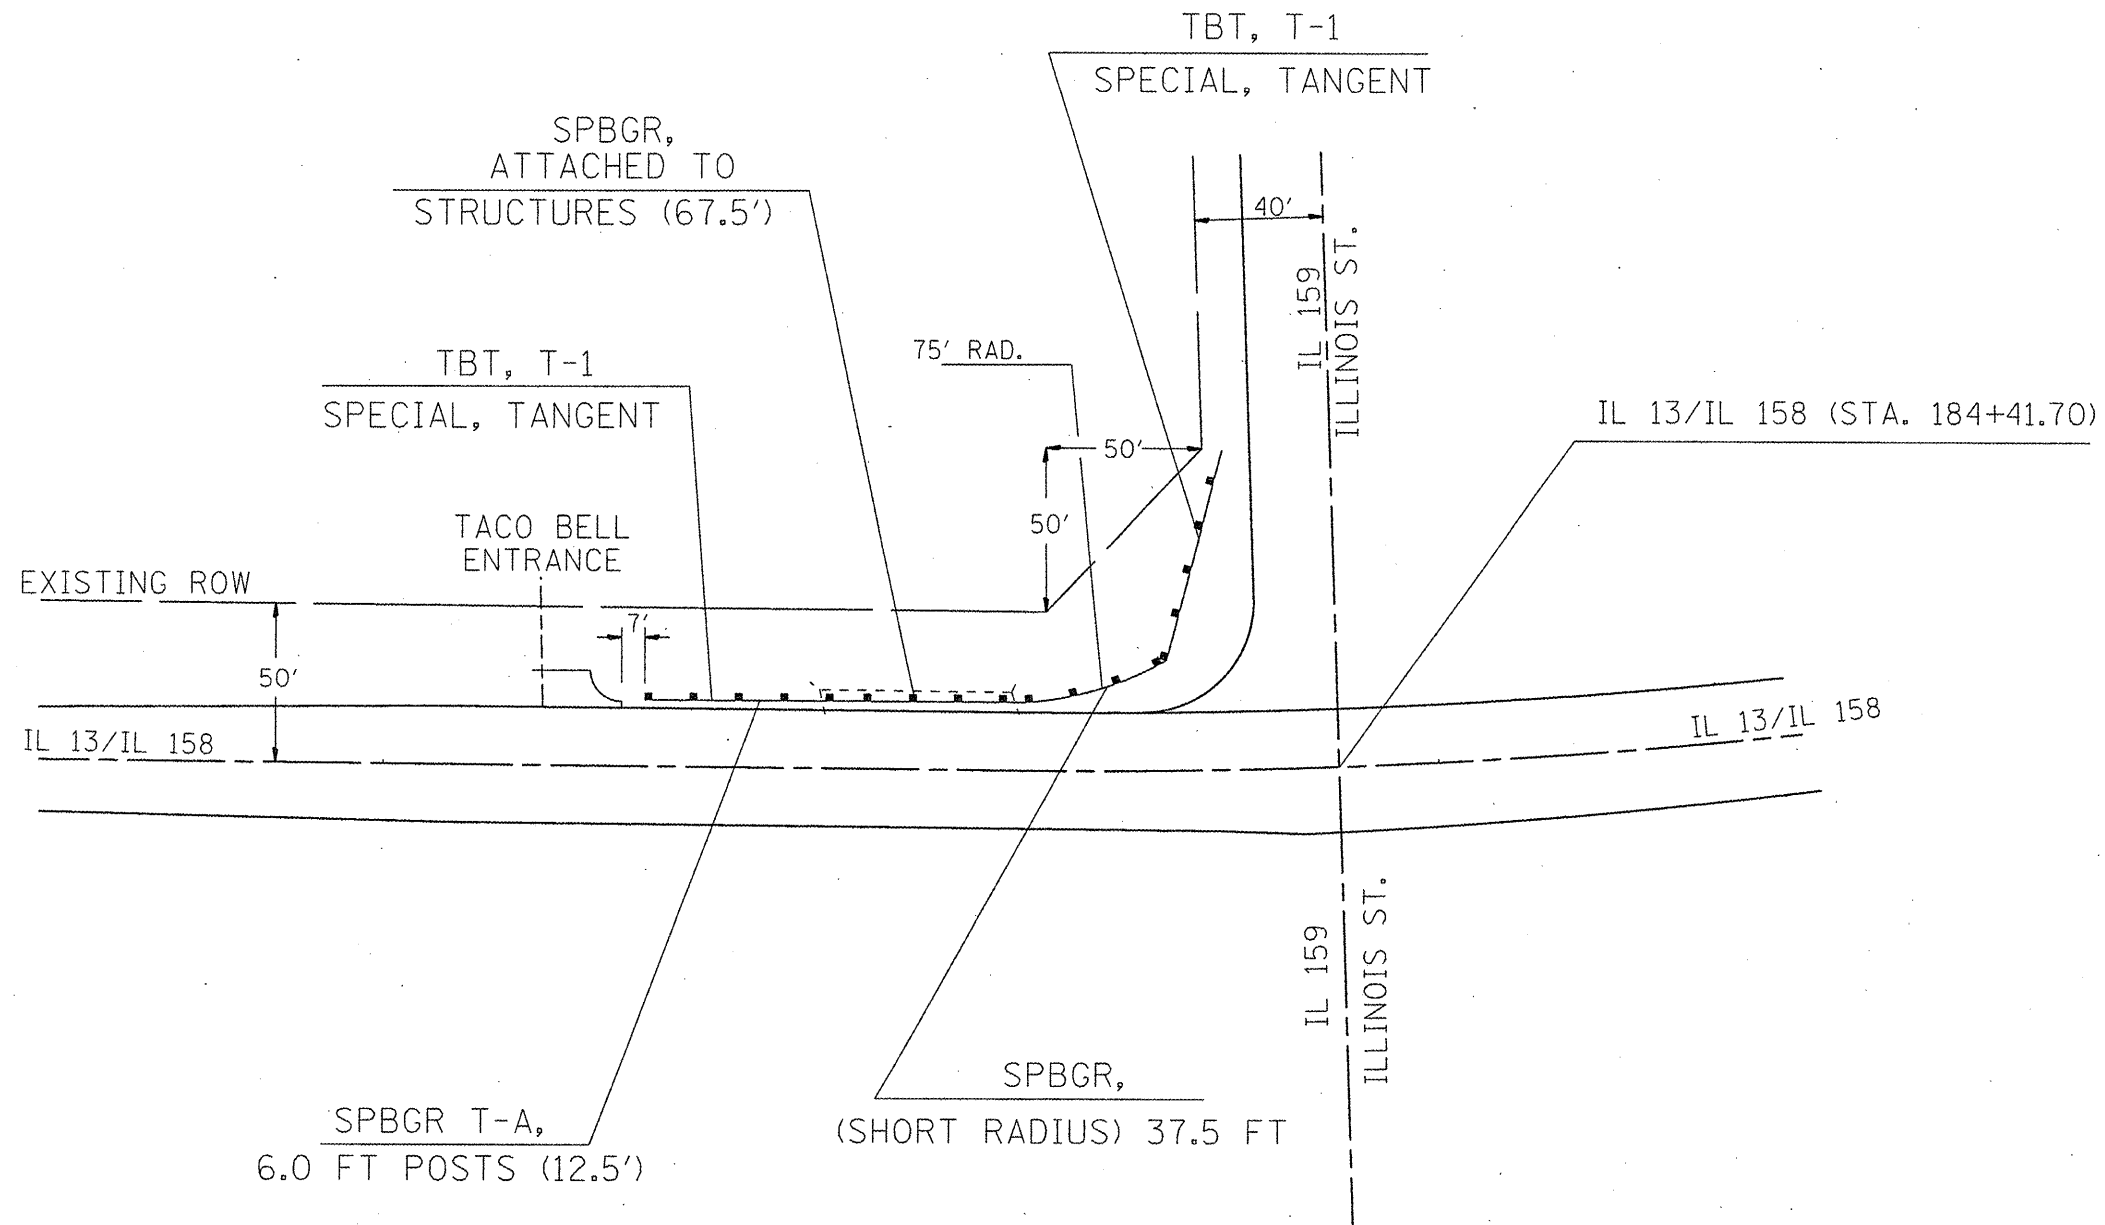 TBT, T-1
SPECIAL, TANGENT
SPBGR,
ATTACHED TO
STRUCTURES (67.5')
40'
IL 159
ILLINOIS ST.
75' RAD.
TBT, T-1
SPECIAL, TANGENT
IL 13/IL 158 (STA. 184+41.70)
50'
50'
TACO BELL
ENTRANCE
EXISTING ROW
7'
50'
IL 13/IL 158
IL 13/IL 158
IL 159
ILLINOIS ST.
SPBGR,
(SHORT RADIUS) 37.5 FT
SPBGR T-A,
6.0 FT POSTS (12.5')